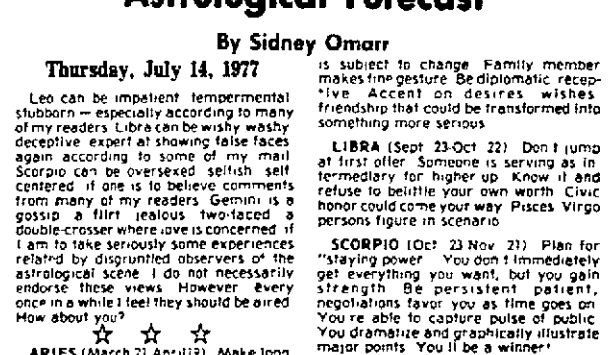 Astrological Forecast
By Sidney Omarr
Thursday, July 14, 1977
Leo can be impatient tempermental
stubborn — especially according to many
of my readers Libra can be wishy washy
deceptive expert at showing false faces
again according to some of my mail
Scorpio can be oversexed selfish self
centered if one is to believe comments
from many of my readers Gemini is a
gossip a flirt jealous two-faced a
double-crosser where love is concerned if
I am to take seriously some experiences
related by disgruntled observers of the
astrological scene I do not necessarily
endorse these views However every
once in a while I feel they should be aired
How about you?
☆ ☆ ☆
ARIES (March 21 April 19) Make long
is subject to change Family member
makes fine gesture Be diplomatic recep-
tive Accent on desires wishes
friendship that could be transformed into
something more serious
LIBRA (Sept 23-Oct 22) Don t jump
at first offer Someone is serving as in
termediary for higher up Know it and
refuse to belittle your own worth Civic
honor could come your way Pisces Virgo
persons figure in scenario
SCORPIO (Oct 23 Nov 21) Plan for
"staying power You don t immediately
get everything you want, but you gain
strength Be persistent patient,
negotiations favor you as time goes on
You re able to capture pulse of public
You dramatize and graphically illustrate
major points You ll be a winner!